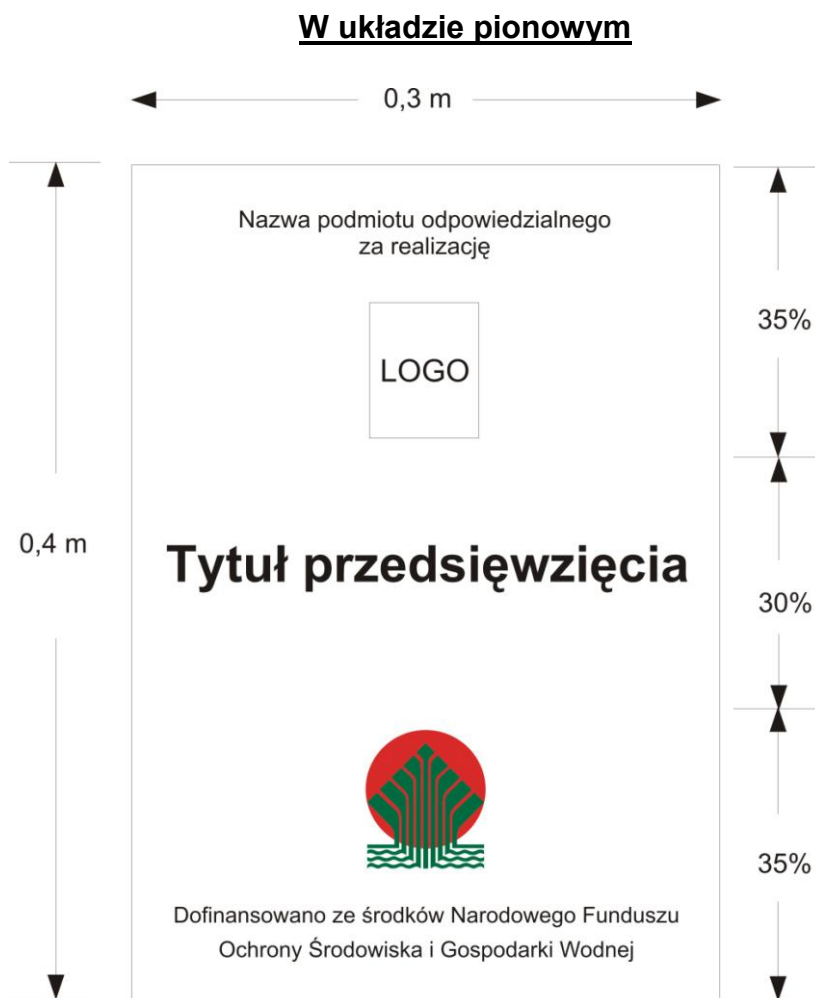 W układzie pionowym
0,3 m
Nazwa podmiotu odpowiedzialnego
za realizację
35%
LOGO
0,4 m
Tytuł przedsięwzięcia
30%
35%
Dofinansowano ze środków Narodowego Funduszu
Ochrony Środowiska i Gospodarki Wodnej